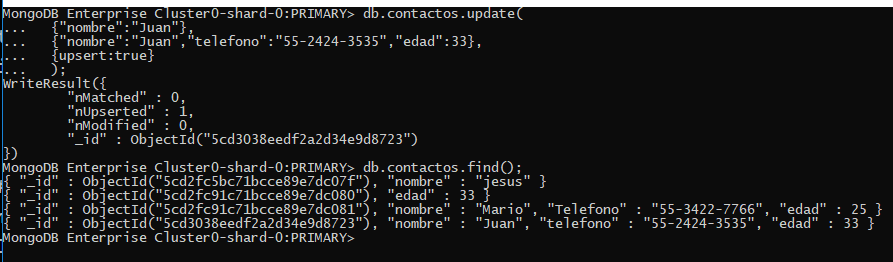 MongoDB Enterprise Cluster0-shard-0:PRIMARY> db.contactos.update(
... {"nombre":"Juan"},
... {"nombre":"Juan","telefono":"55-2424-3535","edad":33},
... {upsert:true}
... );
WriteResult({
"nMatched" : 0,
"nUpserted" : 1,
"nModified" : 0,
"_id" : ObjectId("5cd3038eedf2a2d34e9d8723")
})
MongoDB Enterprise Cluster0-shard-0:PRIMARY> db.contactos.find();
{ "_id" : ObjectId("5cd2fc5bc71bcce89e7dc07f"), "nombre" : "jesus" }
{ "_id" : ObjectId("5cd2fc91c71bcce89e7dc080"), "edad" : 33 }
{ "_id" : ObjectId("5cd2fc91c71bcce89e7dc081"), "nombre" : "Mario", "Telefono" : "55-3422-7766", "edad" : 25 }
{ "_id" : ObjectId("5cd3038eedf2a2d34e9d8723"), "nombre" : "Juan", "telefono" : "55-2424-3535", "edad" : 33 }
MongoDB Enterprise Cluster0-shard-0:PRIMARY>